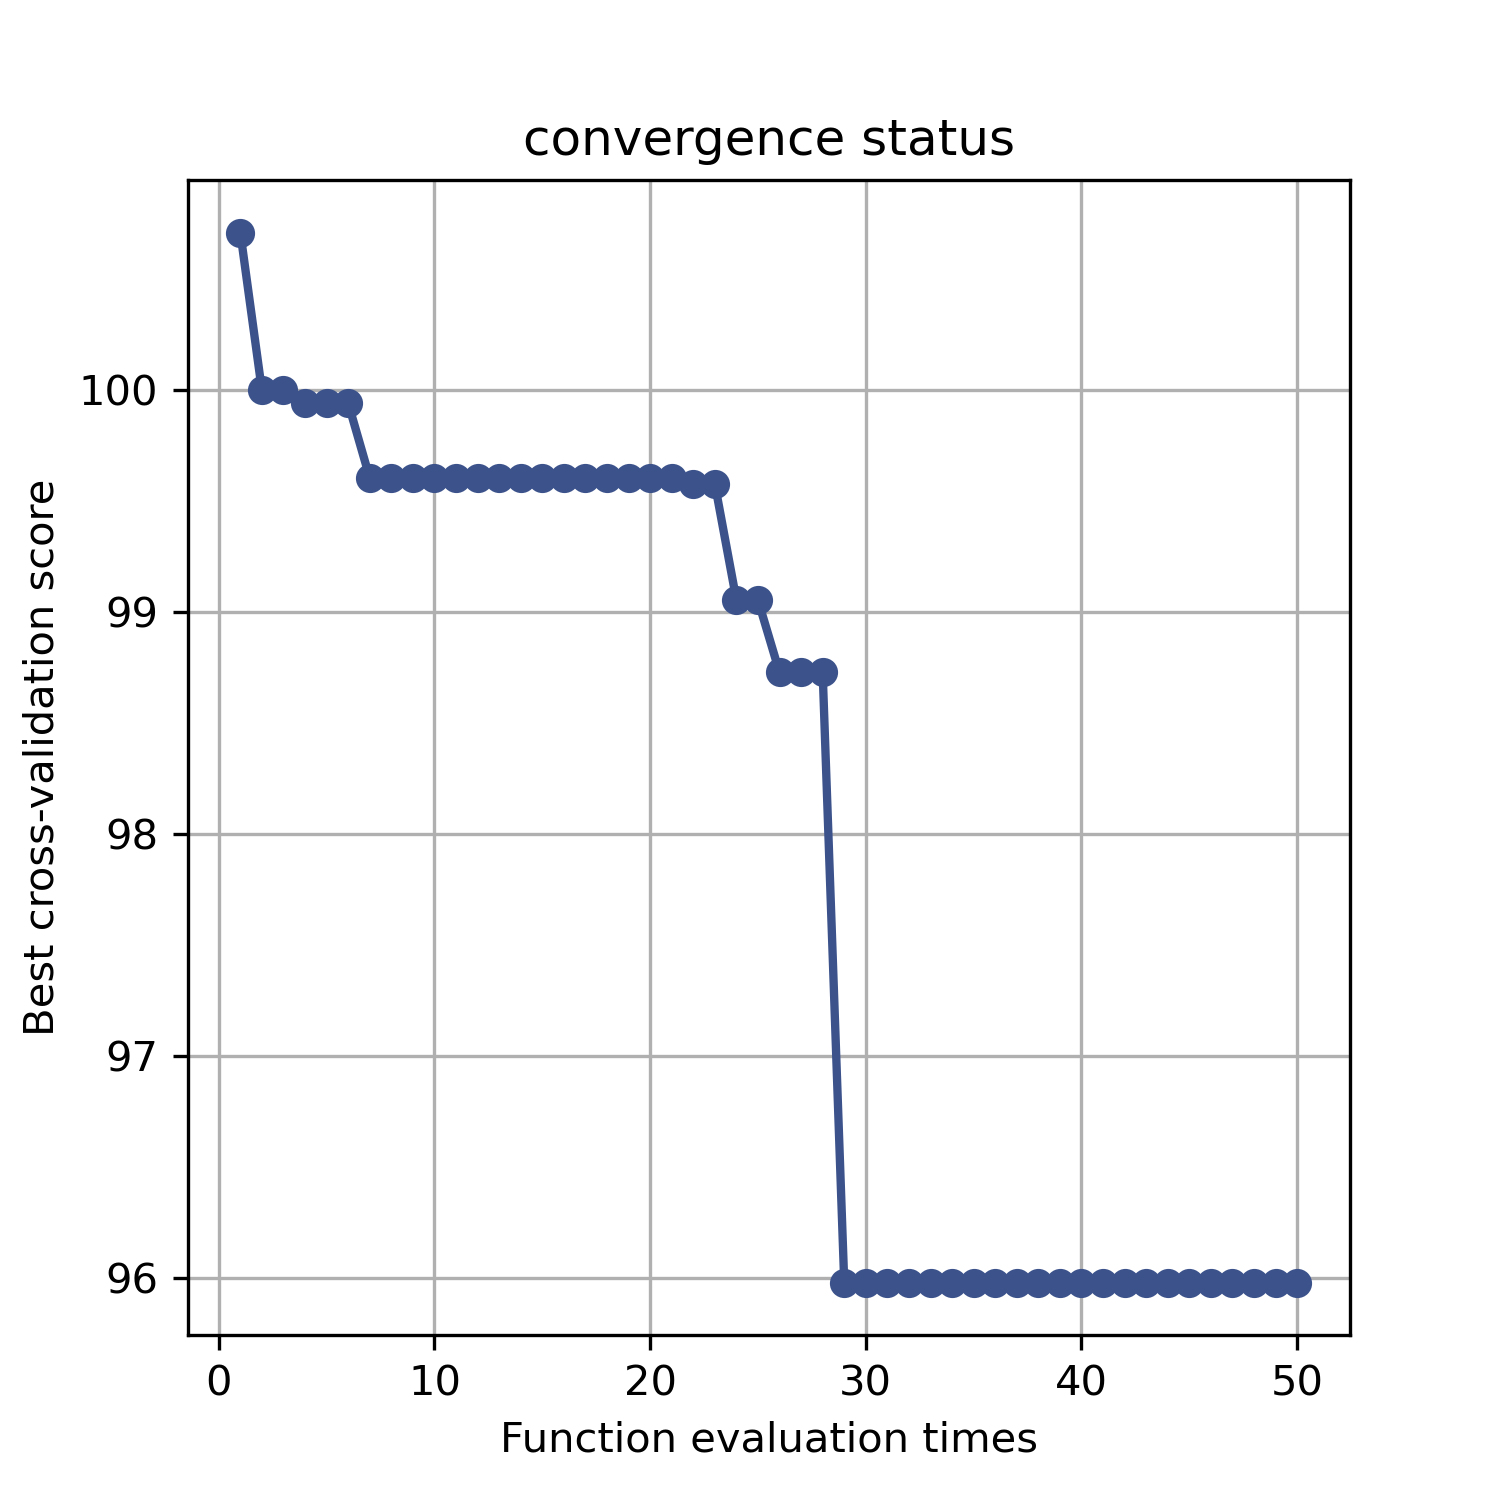 convergence status
Best cross-validation score
100
99
98
97
96
0 10 20 30 40 50
Function evaluation times